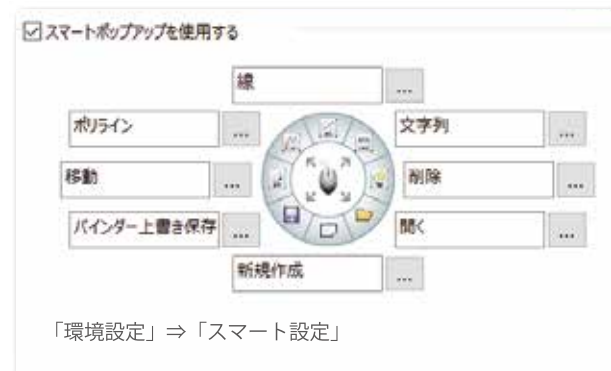 スマートポップアップを使用する
線 ...
ポリライン ... 文字列 ...
移動 ... 削除 ...
バインダー上書き保存 ... 開く ...
新規作成 ...
「環境設定」⇒「スマート設定」